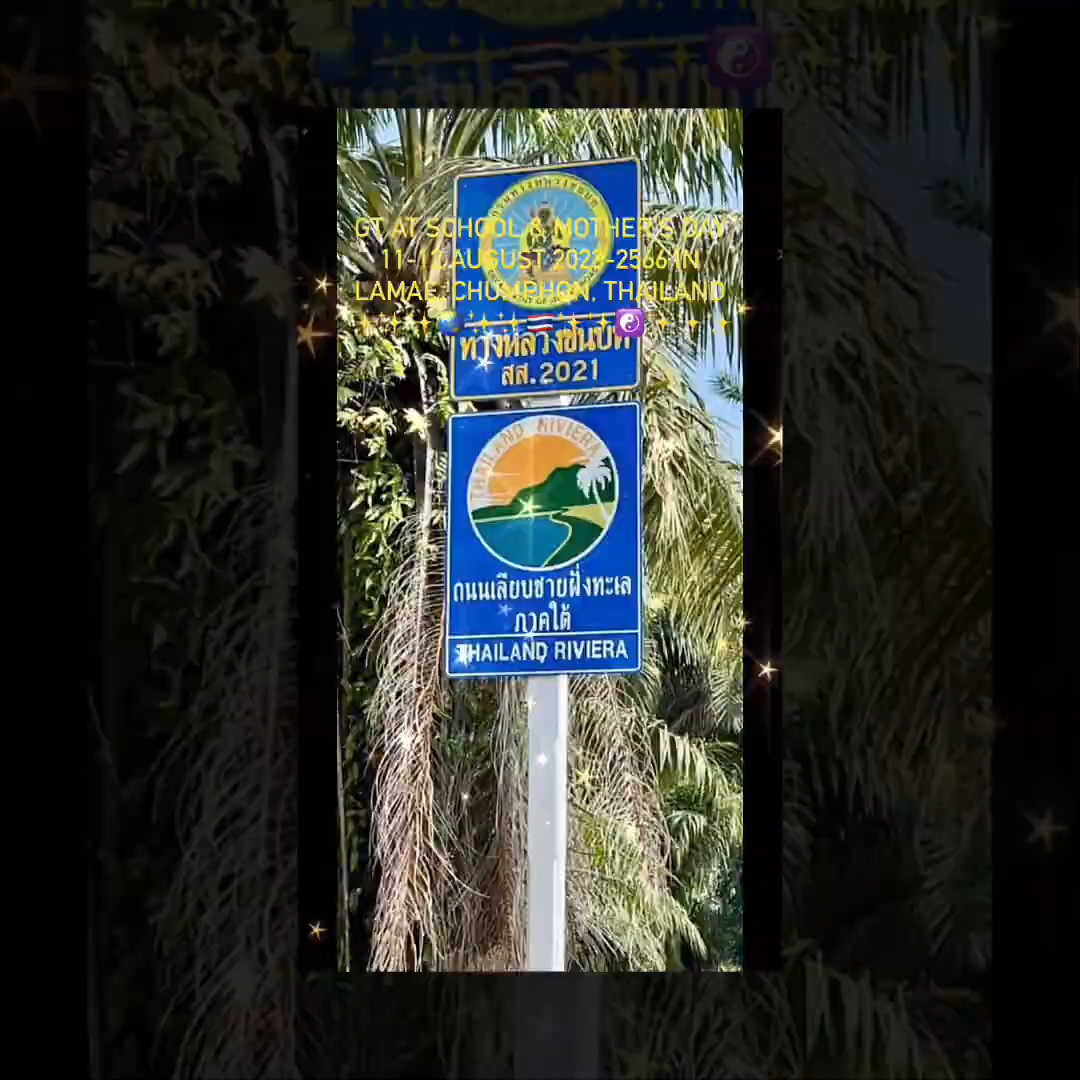 GT AT SCHOOL & MOTHER'S DAY
11-12 AUGUST 2023-2566 IN
LAMAE, CHUMPHON, THAILAND
ทางหลวงชนบท
สส.2021
THAILAND RIVIERA
ถนนเลียบชายฝั่งทะเล
ภาคใต้
THAILAND RIVIERA